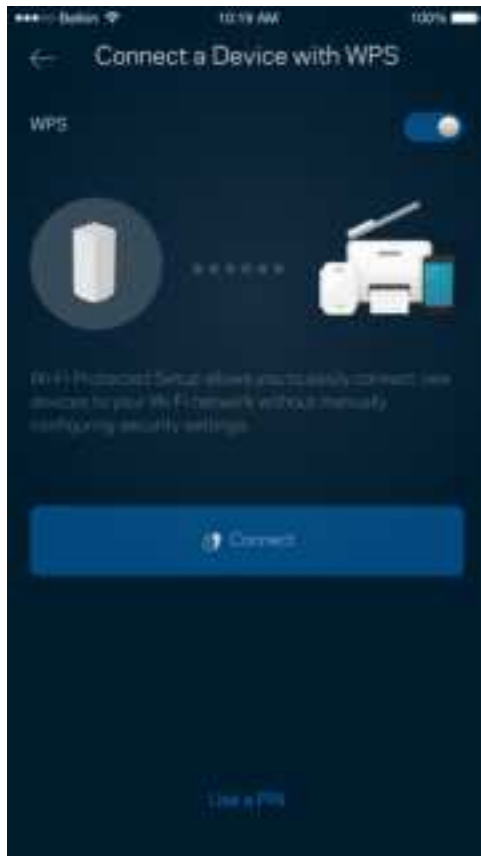 Belkin 10:19 AM 100%
Connect a Device with WPS
WPS
Wi-Fi Protected Setup allows you to easily connect new
devices to your Wi-Fi network without manually
configuring security settings.
Connect
Use a PIN